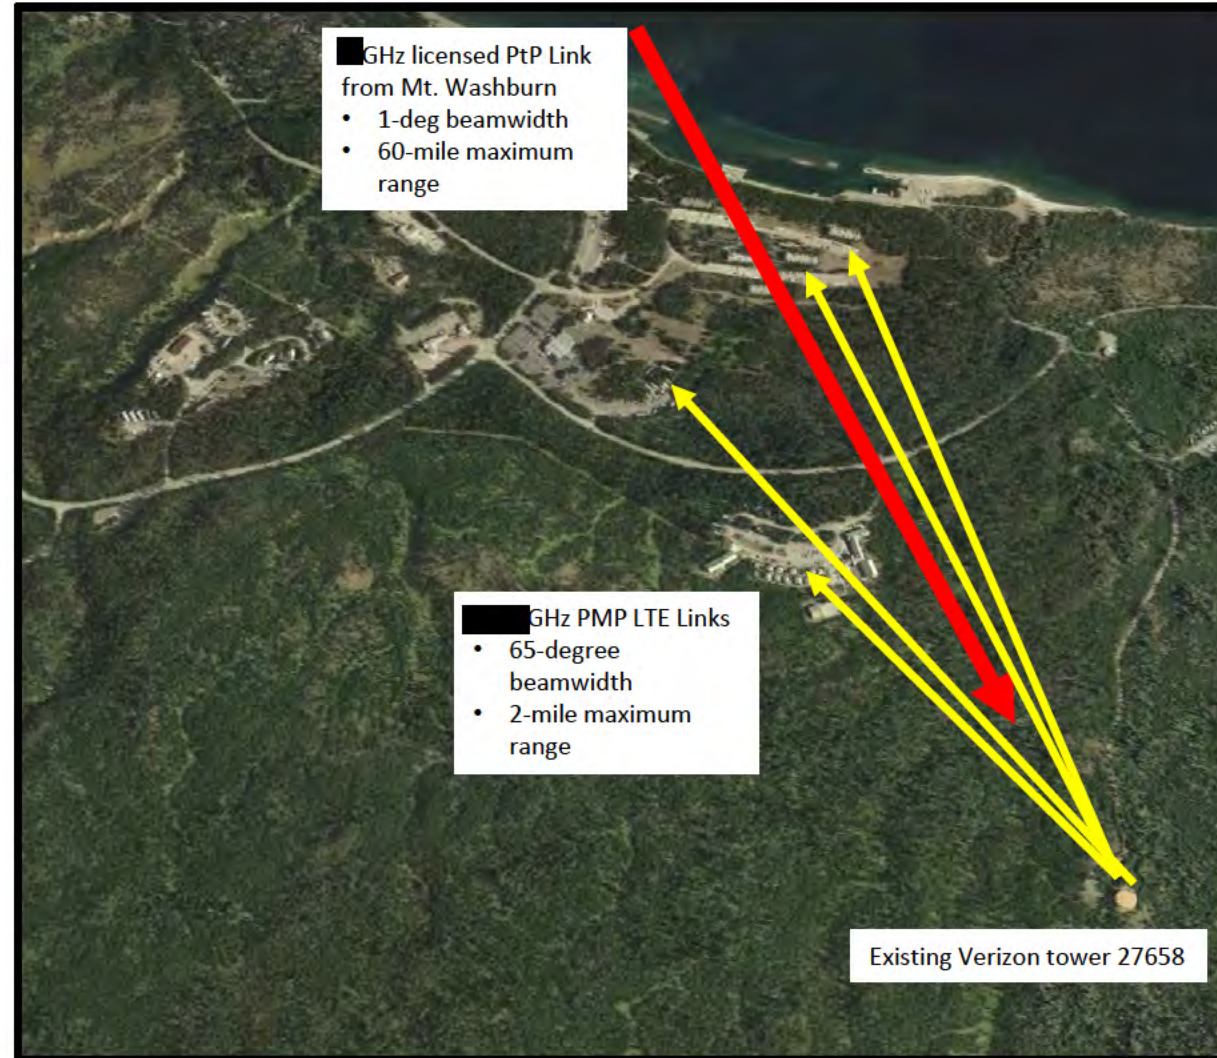 GHz licensed PtP Link
from Mt. Washburn
• 1-deg beamwidth
• 60-mile maximum
range
GHz PMP LTE Links
• 65-degree
beamwidth
• 2-mile maximum
range
Existing Verizon tower 27658